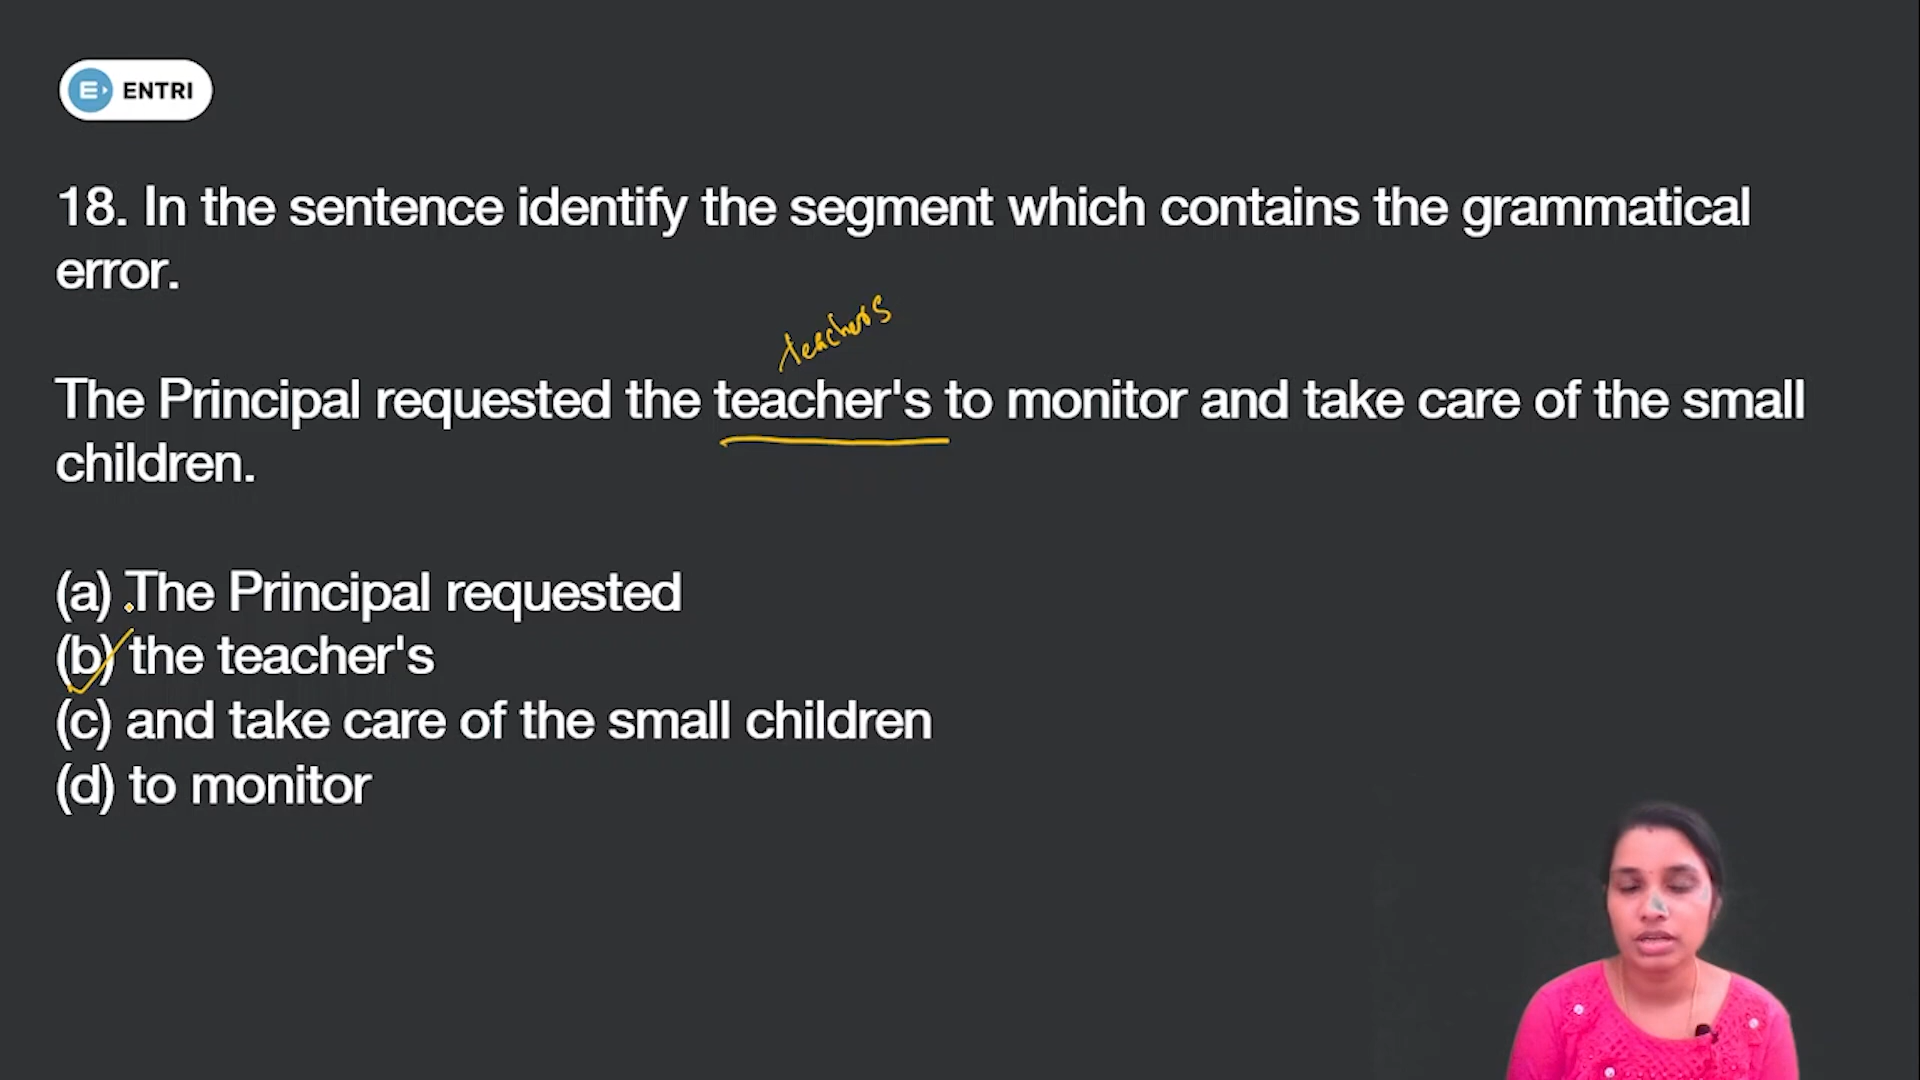 ENTRI
18. In the sentence identify the segment which contains the grammatical
error.
teachers
The Principal requested the teacher's to monitor and take care of the small
children.
(a) The Principal requested
(b) the teacher's
(c) and take care of the small children
(d) to monitor